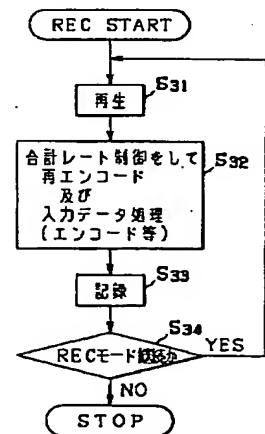 REC START
再生
S31
合計レート制御をして
再エンコード
及び
入力データ処理
(エンコード等)
S32
記録
S33
S34
RECモード継続か
YES
NO
STOP